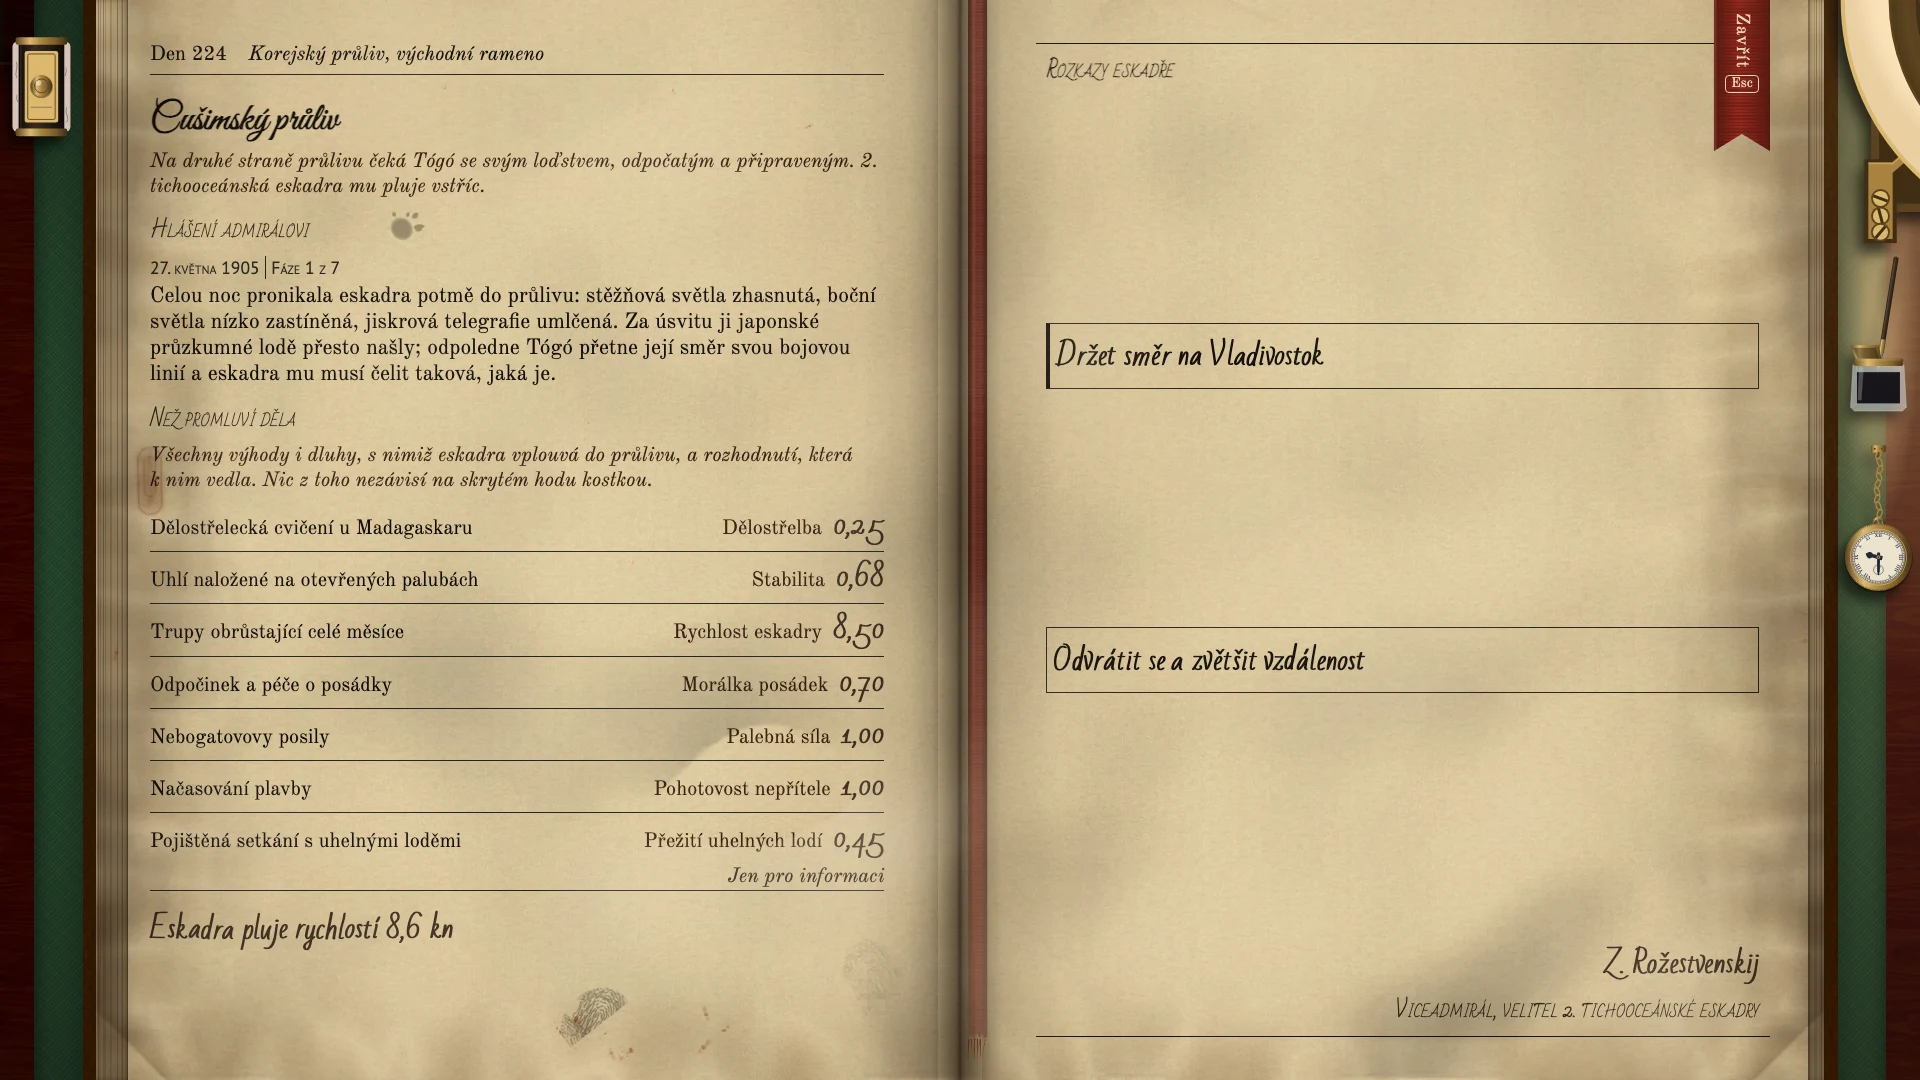 Den 224 Korejský průliv, východní rameno
Cušimský průliv
Na druhé straně průlivu čeká Tógó se svým loďstvem, odpočatým a připraveným. 2.
tichooceánská eskadra mu pluje vstříc.
Hlášení admirálovi
27. května 1905 | Fáze 1 z 7
Celou noc pronikala eskadra potmě do průlivu: stěžňová světla zhasnutá, boční
světla nízko zastíněná, jiskrová telegrafie umlčená. Za úsvitu ji japonské
průzkumné lodě přesto našly; odpoledne Tógó přetne její směr svou bojovou
linií a eskadra mu musí čelit taková, jaká je.
Než promluví děla
Všechny výhody i dluhy, s nimiž eskadra vplouvá do průlivu, a rozhodnutí, která
k nim vedla. Nic z toho nezávisí na skrytém hodu kostkou.
Dělostřelecká cvičení u Madagaskaru Dělostřelba 0,25
Uhlí naložené na otevřených palubách Stabilita 0,68
Trupy obrůstající celé měsíce Rychlost eskadry 8,50
Odpočinek a péče o posádky Morálka posádek 0,70
Nebogatovovy posily Palebná síla 1,00
Načasování plavby Pohotovost nepřítele 1,00
Pojištěná setkání s uhelnými loděmi Přežití uhelných lodí 0,45
Jen pro informaci
Eskadra pluje rychlostí 8,6 kn
Rozkazy eskadře
Držet směr na Vladivostok
Odvrátit se a zvětšit vzdálenost
Z. Rožestvenskij
Viceadmirál, velitel 2. tichooceánské eskadry
Zavřít
Esc